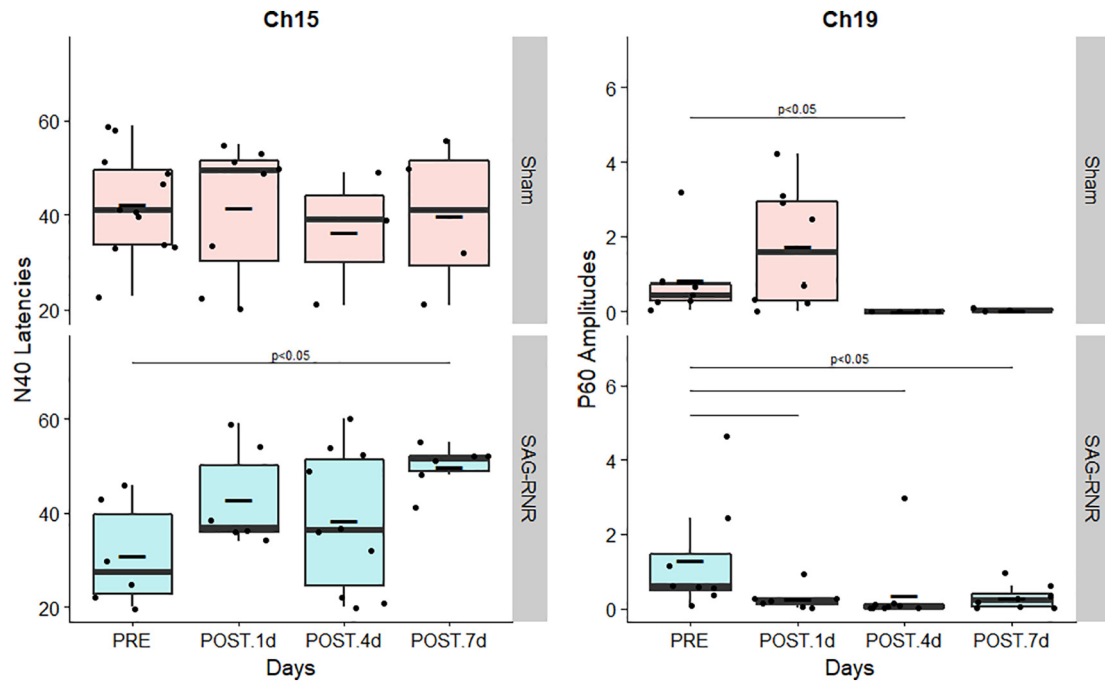 Ch15
Ch19
N40 Latencies
60
40
20
Sham
p<0.05
60
40
20
SAG-RNR
PRE
POST.1d
POST.4d
POST.7d
Days
P60 Amplitudes
6
4
2
0
p<0.05
Sham
6
4
2
0
p<0.05
SAG-RNR
PRE
POST.1d
POST.4d
POST.7d
Days